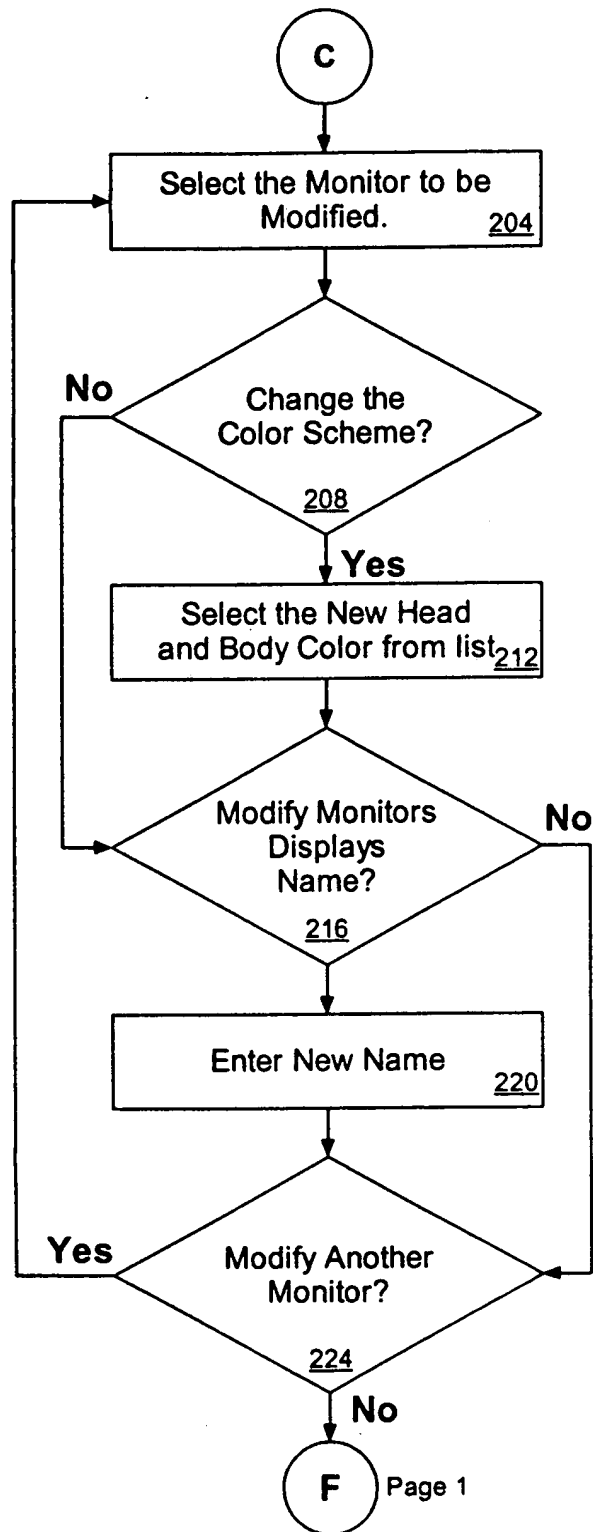 C
Select the Monitor to be
Modified.
204
No
Change the
Color Scheme?
208
Yes
Select the New Head
and Body Color from list
212
Modify Monitors
Displays
Name?
No
216
Enter New Name
220
Yes
Modify Another
Monitor?
224
No
F
Page 1